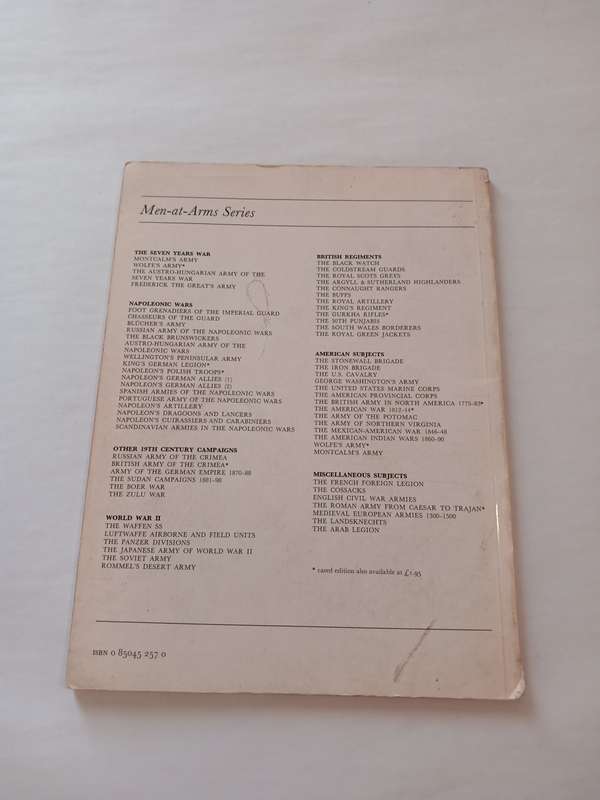 Men-at-Arms Series
THE SEVEN YEARS WAR
MONTCALM'S ARMY
WOLFE'S ARMY*
THE AUSTRO-HUNGARIAN ARMY OF THE
SEVEN YEARS WAR
FREDERICK THE GREAT'S ARMY
NAPOLEONIC WARS
FOOT GRENADIERS OF THE IMPERIAL GUARD
CHASSEURS OF THE GUARD
BLÜCHER'S ARMY
RUSSIAN ARMY OF THE NAPOLEONIC WARS
THE BLACK BRUNSWICKERS
AUSTRO-HUNGARIAN ARMY OF THE
NAPOLEONIC WARS
WELLINGTON'S PENINSULAR ARMY
KING'S GERMAN LEGION*
NAPOLEON'S POLISH TROOPS*
NAPOLEON'S GERMAN ALLIES (1)
NAPOLEON'S GERMAN ALLIES (2)
SPANISH ARMIES OF THE NAPOLEONIC WARS
PORTUGUESE ARMY OF THE NAPOLEONIC WARS
NAPOLEON'S ARTILLERY
NAPOLEON'S DRAGOONS AND LANCERS
NAPOLEON'S CUIRASSIERS AND CARABINIERS
SCANDINAVIAN ARMIES IN THE NAPOLEONIC WARS
OTHER 19TH CENTURY CAMPAIGNS
RUSSIAN ARMY OF THE CRIMEA
BRITISH ARMY OF THE CRIMEA*
ARMY OF THE GERMAN EMPIRE 1870–88
THE SUDAN CAMPAIGNS 1881–98
THE BOER WAR
THE ZULU WAR
WORLD WAR II
THE WAFFEN SS
LUFTWAFFE AIRBORNE AND FIELD UNITS
THE PANZER DIVISIONS
THE JAPANESE ARMY OF WORLD WAR II
THE SOVIET ARMY
ROMMEL'S DESERT ARMY
BRITISH REGIMENTS
THE BLACK WATCH
THE COLDSTREAM GUARDS
THE ROYAL SCOTS GREYS
THE ARGYLL & SUTHERLAND HIGHLANDERS
THE CONNAUGHT RANGERS
THE BUFFS
THE ROYAL ARTILLERY
THE KING'S REGIMENT
THE GURKHA RIFLES*
THE 30TH PUNJABIS
THE SOUTH WALES BORDERERS
THE ROYAL GREEN JACKETS
AMERICAN SUBJECTS
THE STONEWALL BRIGADE
THE IRON BRIGADE
THE U.S. CAVALRY
GEORGE WASHINGTON'S ARMY
THE UNITED STATES MARINE CORPS
THE AMERICAN PROVINCIAL CORPS
THE BRITISH ARMY IN NORTH AMERICA 1775–83*
THE AMERICAN WAR 1812–14*
THE ARMY OF THE POTOMAC
THE ARMY OF NORTHERN VIRGINIA
THE MEXICAN-AMERICAN WAR 1846–48
THE AMERICAN INDIAN WARS 1860–90
WOLFE'S ARMY*
MONTCALM'S ARMY
MISCELLANEOUS SUBJECTS
THE FRENCH FOREIGN LEGION
THE COSSACKS
ENGLISH CIVIL WAR ARMIES
THE ROMAN ARMY FROM CAESAR TO TRAJAN*
MEDIEVAL EUROPEAN ARMIES 1300–1500
THE LANDSKNECHTS
THE ARAB LEGION
* cased edition also available at £1·95
ISBN 0 85045 257 0